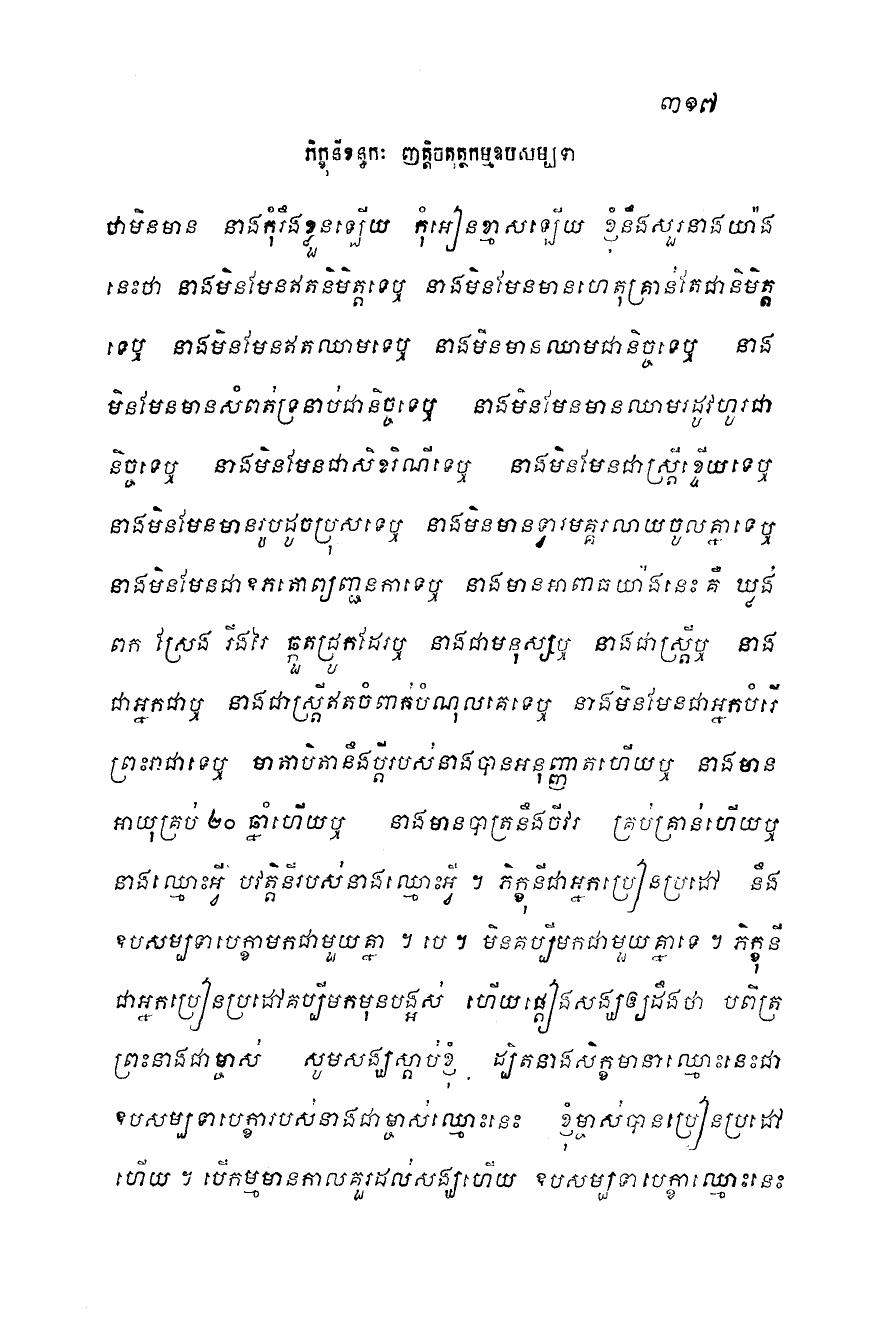 ៣១៧
ភិក្ខុនីខន្ធកៈ ញត្តិចតុត្ថកម្មឧបសម្បទា
ថាមិនមាន នាងកុំរឹងខ្លួនឡើយ កុំអៀនខ្មាសឡើយ ខ្ញុំនឹងសួរនាងយ៉ាង
នេះថា នាងមិនមែនឥតនិមិត្តទេឬ នាងមិនមែនមានហេតុគ្រាន់តែជានិមិត្ត
ទេឬ នាងមិនមែនឥតឈាមទេឬ នាងមិនមានឈាមជានិច្ចទេឬ នាង
មិនមែនមានសំពត់ទ្រនាប់ជានិច្ចទេឬ នាងមិនមែនមានឈាមរដូវហូរជា
និច្ចទេឬ នាងមិនមែនជាសិខរិណីទេឬ នាងមិនមែនជាស្ត្រីខ្ទើយទេឬ
នាងមិនមែនមានរូបដូចប្រុសទេឬ នាងមិនមានទ្វារមគ្គរលាយចូលគ្នាទេឬ
នាងមិនមែនជាឧភតោព្យញ្ជនកាទេឬ នាងមានអាពាធយ៉ាងនេះ គឺ ឃ្លង់
ពក ស្រែង រីងរៃ ឆ្កួតជ្រូកដែរឬ នាងជាមនុស្សឬ នាងជាស្ត្រីឬ នាង
ជាអ្នកជាឬ នាងជាស្ត្រីឥតចំពាក់បំណុលគេទេឬ នាងមិនមែនជាអ្នកបំរើ
ព្រះរាជាទេឬ មាតាបិតានឹងប្តីរបស់នាងបានអនុញ្ញាតហើយឬ នាងមាន
អាយុគ្រប់ ២០ ឆ្នាំហើយឬ នាងមានបាត្រនឹងចីវរ គ្រប់គ្រាន់ហើយឬ
នាងឈ្មោះអ្វី បវត្តិនីរបស់នាងឈ្មោះអ្វី ។ ភិក្ខុនីជាអ្នកប្រៀនប្រដៅ នឹង
ឧបសម្បទាបេក្ខាមកជាមួយគ្នា ។ បេ ។ មិនគប្បីមកជាមួយគ្នាទេ ។ ភិក្ខុនី
ជាអ្នកប្រៀនប្រដៅគប្បីមកមុនបង្អស់ ហើយផ្តៀងសង្ឃឲ្យដឹងថា បពិត្រ
ព្រះនាងជាម្ចាស់ សូមសង្ឃស្តាប់ខ្ញុំ ដ្បិតនាងសិក្ខមានាឈ្មោះនេះជា
ឧបសម្បទាបេក្ខារបស់នាងជាម្ចាស់ឈ្មោះនេះ ខ្ញុំម្ចាស់បានប្រៀនប្រដៅ
ហើយ ។ បើកម្មមានកាលគួរដល់សង្ឃហើយ ឧបសម្បទាបេក្ខាឈ្មោះនេះ